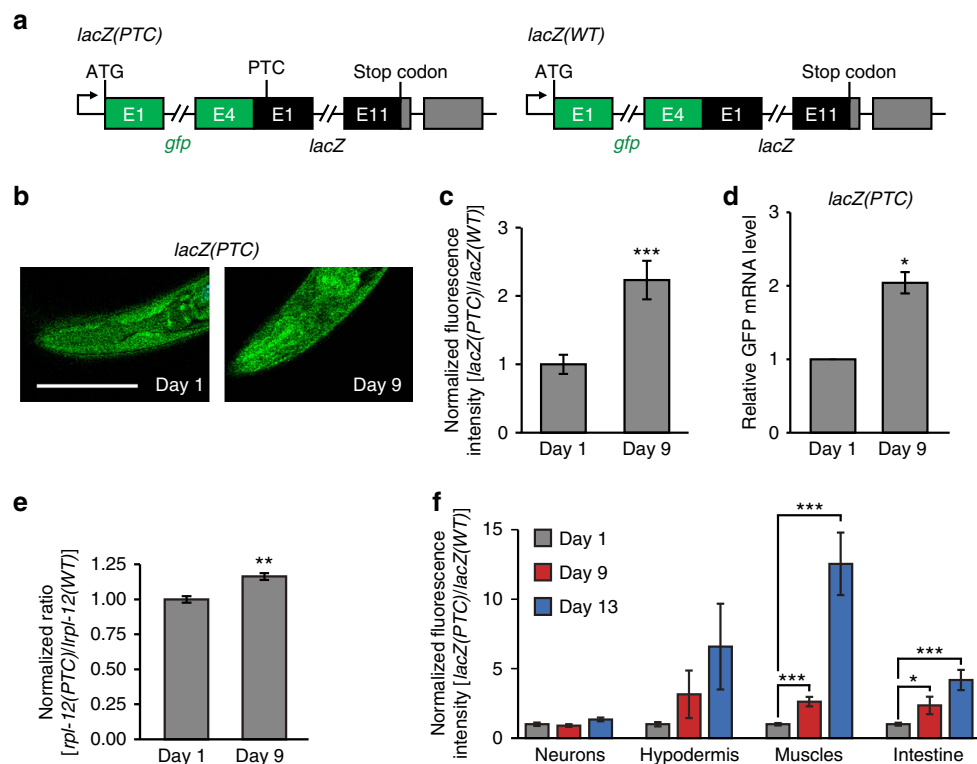 a
lacZ(PTC)
ATG
PTC
Stop codon
E1
E4
E1
E11
gfp
lacZ
lacZ(WT)
ATG
Stop codon
E1
E4
E1
E11
gfp
lacZ
b
lacZ(PTC)
Day 1
Day 9
c
Normalized fluorescence
intensity [lacZ(PTC)/lacZ(WT)]
3
2
1
0
***
Day 1
Day 9
d
lacZ(PTC)
Relative GFP mRNA level
3
2
1
0
*
Day 1
Day 9
e
Normalized ratio
[rpl-12(PTC)/lrpl-12(WT)]
1.25
1.00
0.75
0.50
0.25
0.00
**
Day 1
Day 9
f
Normalized fluorescence
intensity [lacZ(PTC)/lacZ(WT)]
15
10
5
0
Day 1
Day 9
Day 13
***
***
***
*
Neurons
Hypodermis
Muscles
Intestine